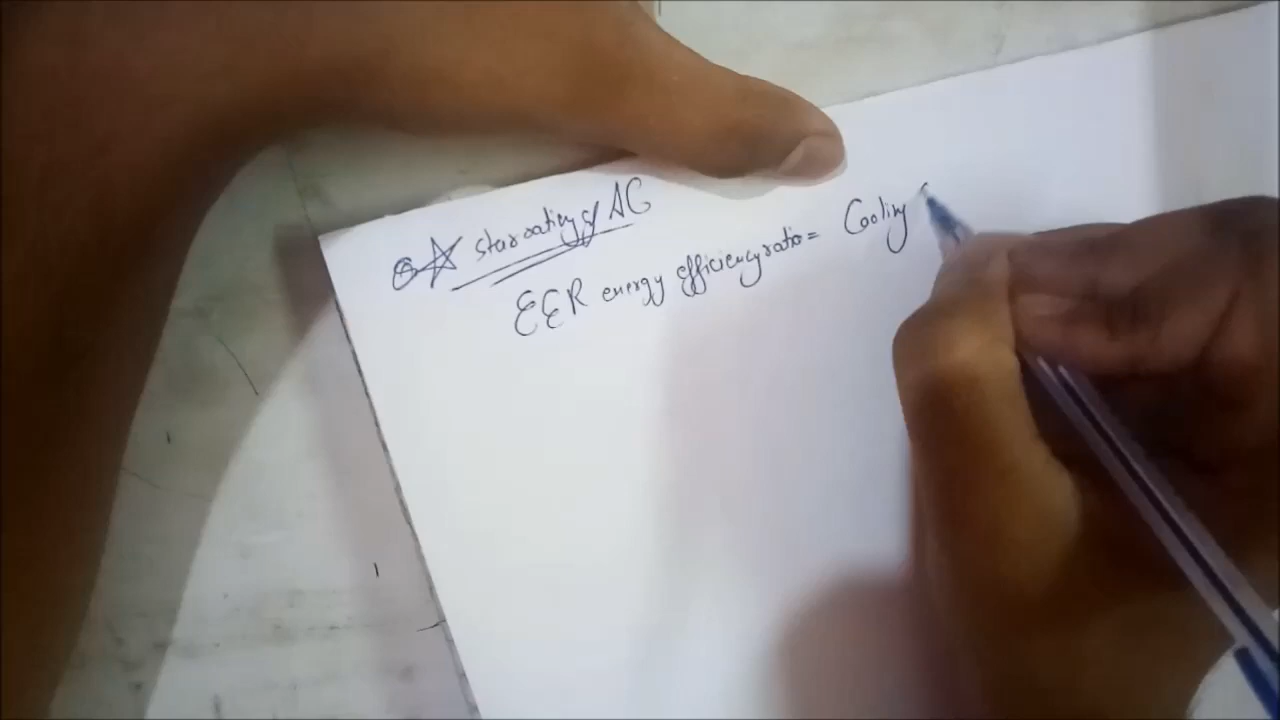 star rating of AC
EER energy efficiency ratio = Cooling